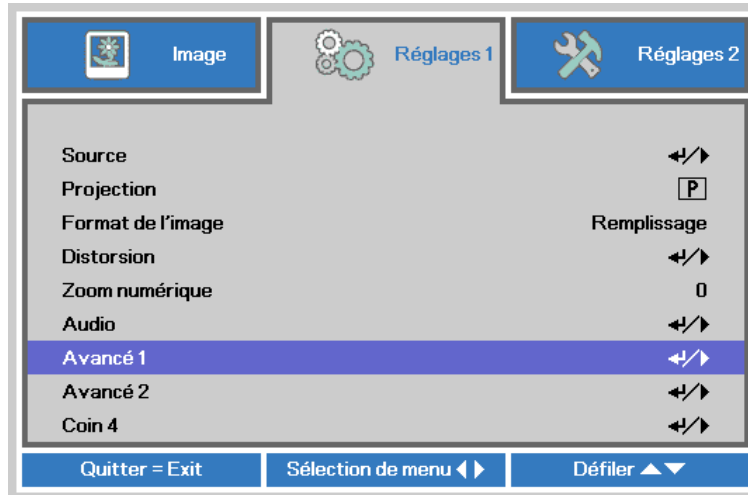 Image
Réglages 1
Réglages 2
Source
Projection P
Format de l'image Remplissage
Distorsion
Zoom numérique 0
Audio
Avancé 1
Avancé 2
Coin 4
Quitter = Exit
Sélection de menu
Défiler